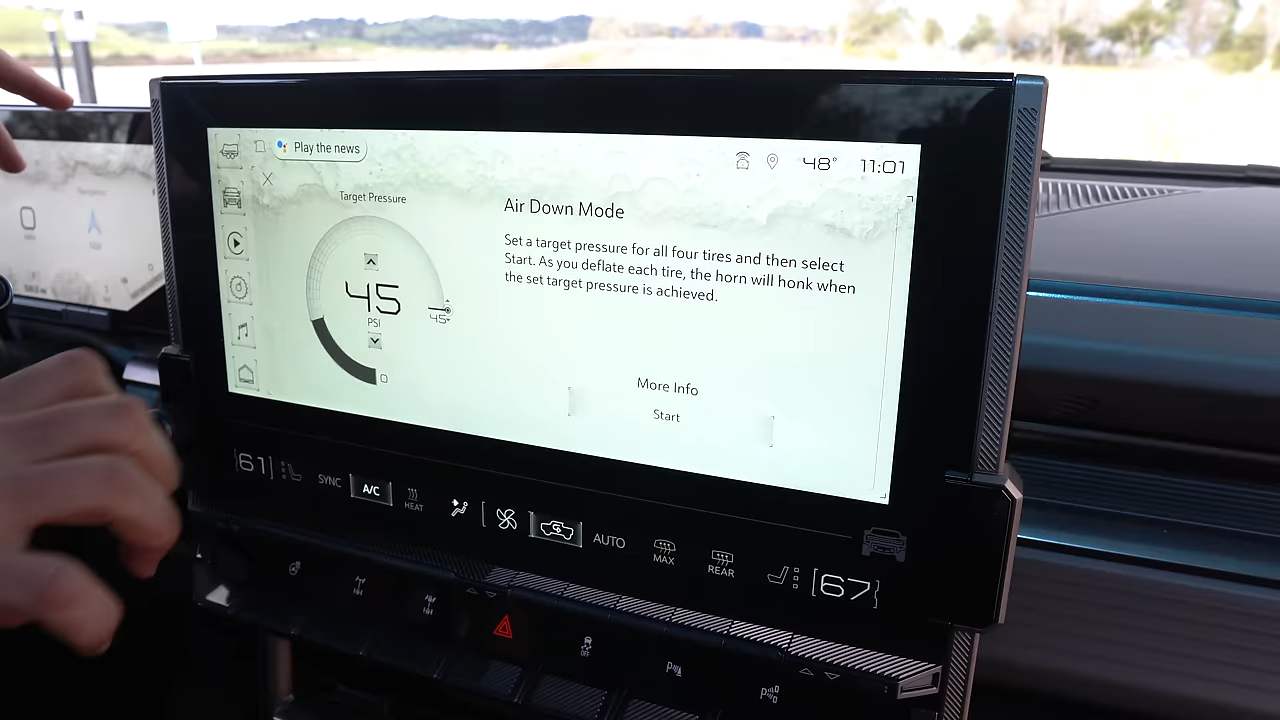 Play the news
48° 11:01
Target Pressure
45
PSI
45
0
Air Down Mode
Set a target pressure for all four tires and then select
Start. As you deflate each tire, the horn will honk when
the set target pressure is achieved.
More Info
Start
61 SYNC A/C HEAT AUTO MAX REAR 67
OFF
P P